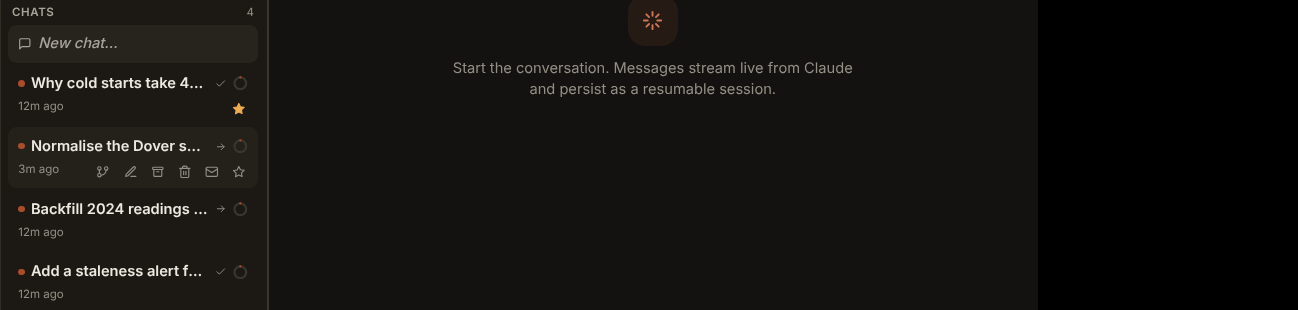 CHATS 4
New chat...
Why cold starts take 4...
12m ago
Normalise the Dover s...
3m ago
Backfill 2024 readings ...
12m ago
Add a staleness alert f...
12m ago
Start the conversation. Messages stream live from Claude
and persist as a resumable session.